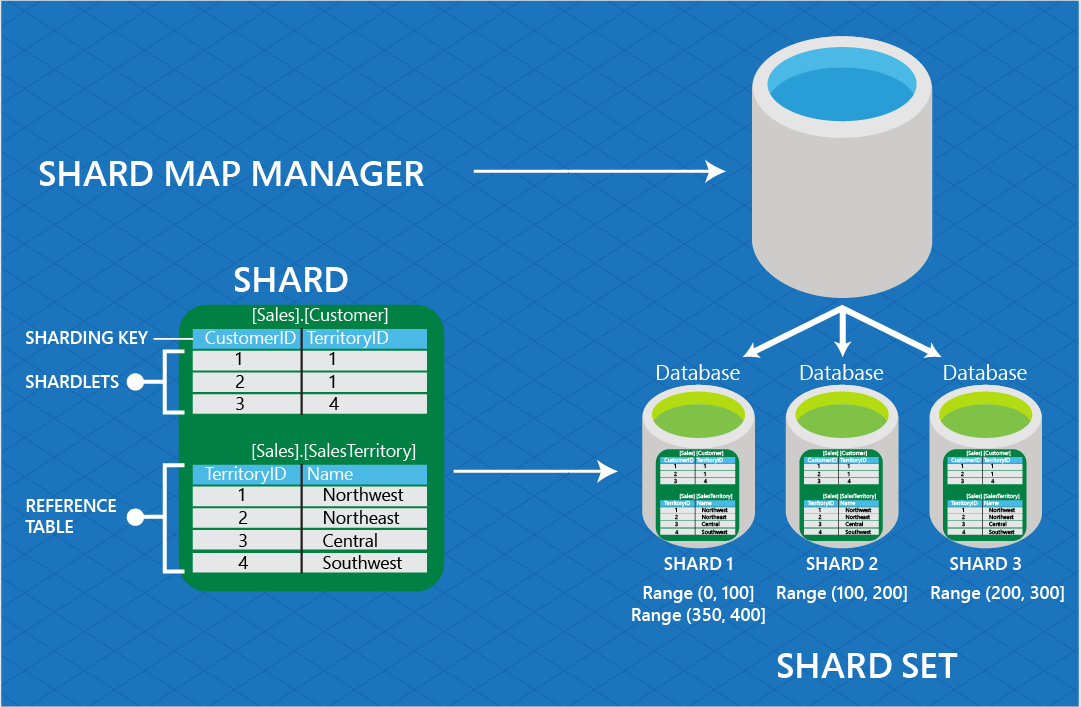 SHARD MAP MANAGER
SHARD
[Sales].[Customer]
SHARDING KEY
CustomerID TerritoryID
SHARDLETS
1 1
2 1
3 4
[Sales].[SalesTerritory]
TerritoryID Name
REFERENCE
TABLE
1 Northwest
2 Northeast
3 Central
4 Southwest
Database Database Database
[Sales].[Customer]
CustomerID TerritoryID
1 1
2 1
3 4
[Sales].[SalesTerritory]
TerritoryID Name
1 Northwest
2 Northeast
3 Central
4 Southwest
[Sales].[Customer]
CustomerID TerritoryID
1 1
2 1
3 4
[Sales].[SalesTerritory]
TerritoryID Name
1 Northwest
2 Northeast
3 Central
4 Southwest
[Sales].[Customer]
CustomerID TerritoryID
1 1
2 1
3 4
[Sales].[SalesTerritory]
TerritoryID Name
1 Northwest
2 Northeast
3 Central
4 Southwest
SHARD 1 SHARD 2 SHARD 3
Range (0, 100] Range (100, 200] Range (200, 300]
Range (350, 400]
SHARD SET